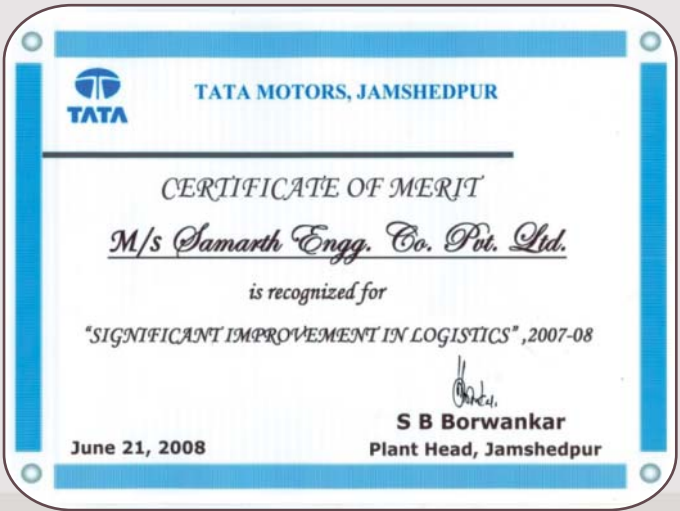 TATA
TATA MOTORS, JAMSHEDPUR
CERTIFICATE OF MERIT
M/s Samarth Engg. Co. Pvt. Ltd.
is recognized for
"SIGNIFICANT IMPROVEMENT IN LOGISTICS",2007-08
S B Borwankar
June 21, 2008
Plant Head, Jamshedpur